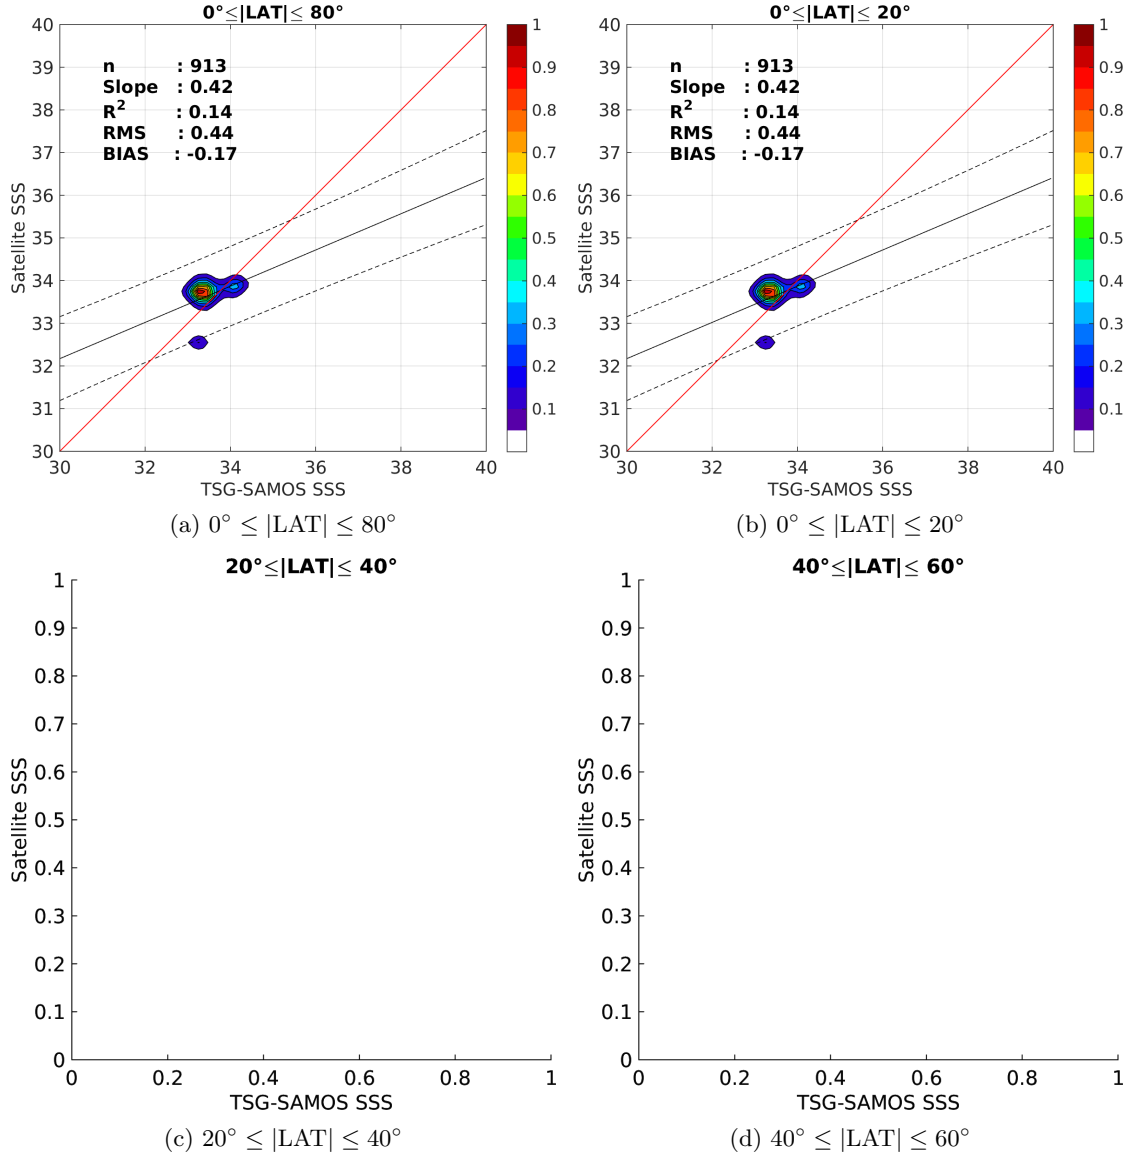 0°≤|LAT|≤ 80°
40
39
38
37
36
35
34
33
32
31
30
30 32 34 36 38 40
n : 913
Slope : 0.42
R2 : 0.14
RMS : 0.44
BIAS : -0.17
Satellite SSS
TSG-SAMOS SSS
1
0.9
0.8
0.7
0.6
0.5
0.4
0.3
0.2
0.1
(a) 0° ≤ |LAT| ≤ 80°
0°≤|LAT|≤ 20°
40
39
38
37
36
35
34
33
32
31
30
30 32 34 36 38 40
n : 913
Slope : 0.42
R2 : 0.14
RMS : 0.44
BIAS : -0.17
Satellite SSS
TSG-SAMOS SSS
1
0.9
0.8
0.7
0.6
0.5
0.4
0.3
0.2
0.1
(b) 0° ≤ |LAT| ≤ 20°
20°≤|LAT|≤ 40°
1
0.9
0.8
0.7
0.6
0.5
0.4
0.3
0.2
0.1
0
0 0.2 0.4 0.6 0.8 1
Satellite SSS
TSG-SAMOS SSS
(c) 20° ≤ |LAT| ≤ 40°
40°≤|LAT|≤ 60°
1
0.9
0.8
0.7
0.6
0.5
0.4
0.3
0.2
0.1
0
0 0.2 0.4 0.6 0.8 1
Satellite SSS
TSG-SAMOS SSS
(d) 40° ≤ |LAT| ≤ 60°